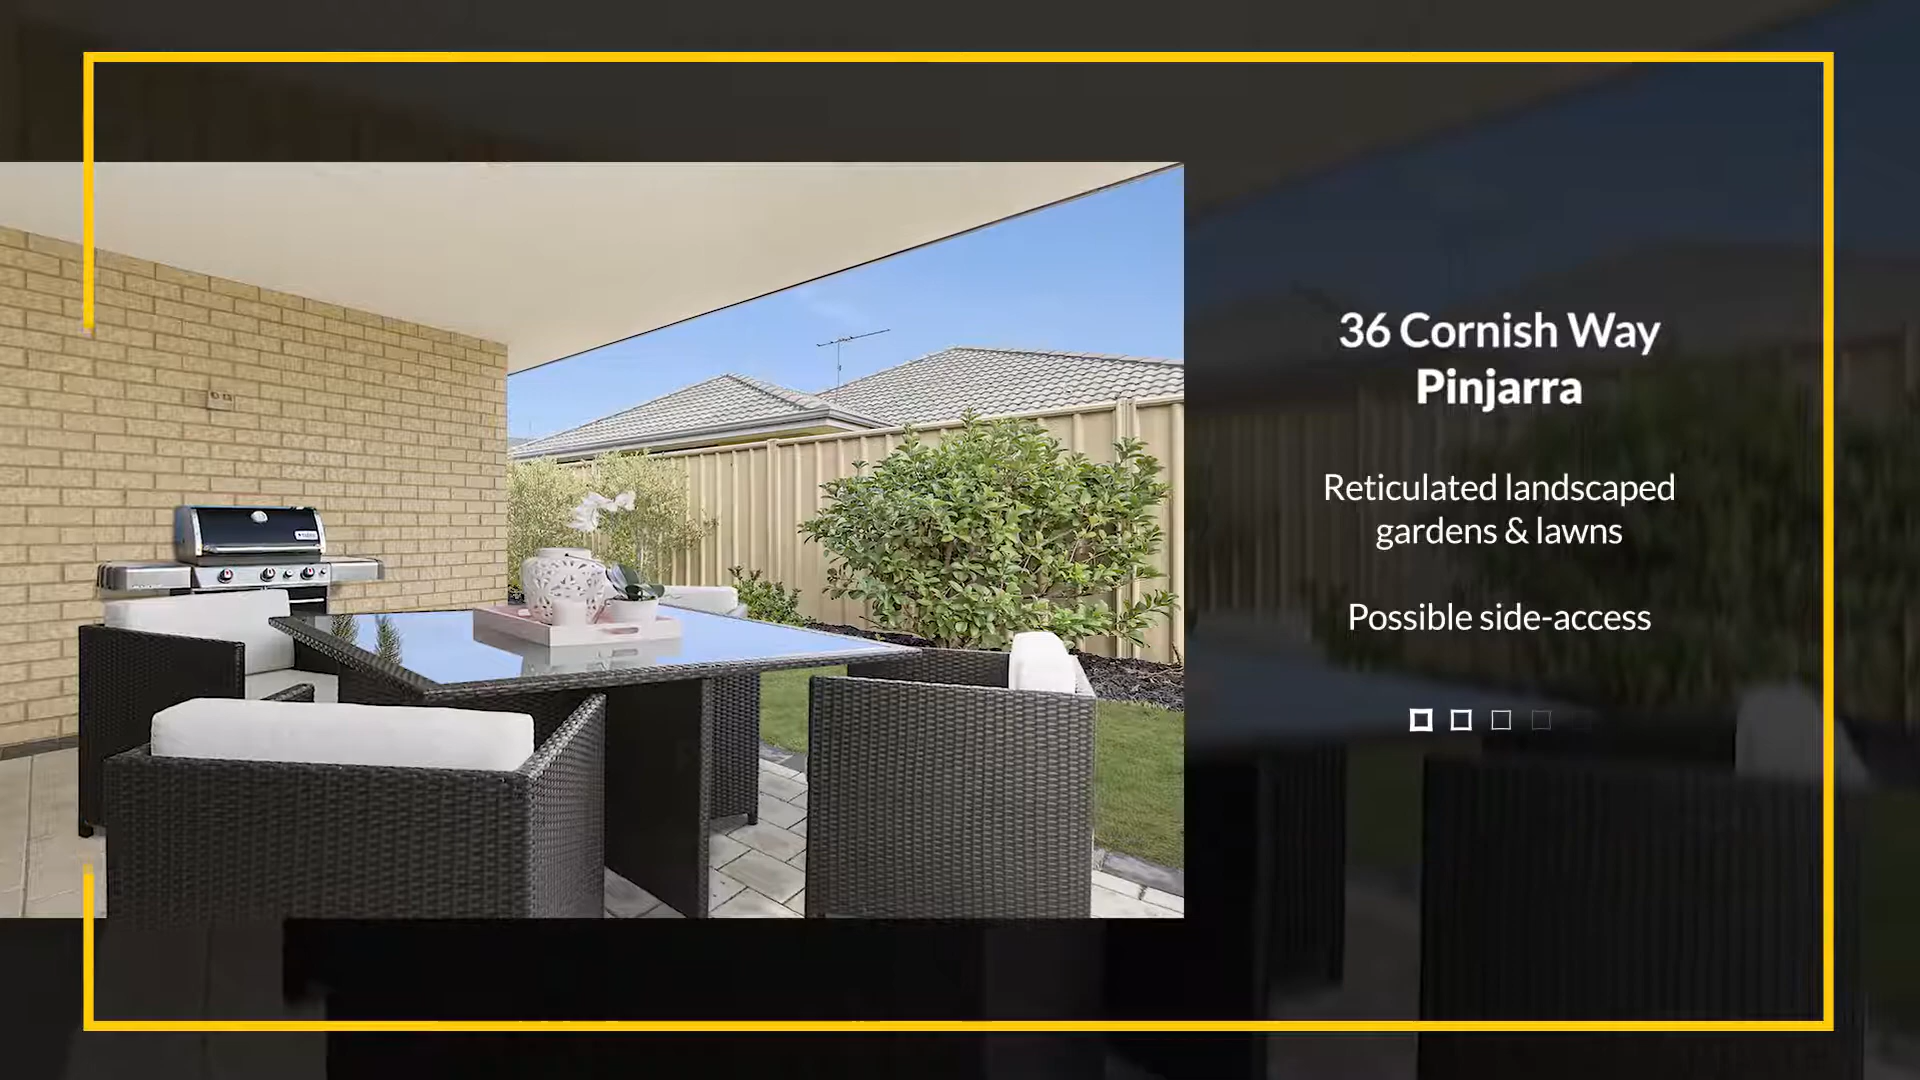 36 Cornish Way
Pinjarra
Reticulated landscaped
gardens & lawns
Possible side-access